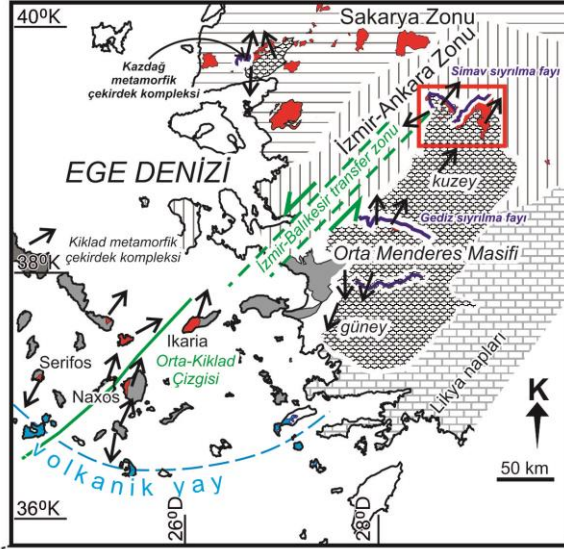 40⁰K
Sakarya Zonu
Kazdağ
metamorfik
çekirdek kompleksi
İzmir-Ankara Zonu
Simav sıyrılma fayı
EGE DENİZİ
İzmir-Balıkesir transfer zonu
kuzey
Gediz sıyrılma fayı
Kiklad metamorfik
çekirdek kompleksi
38⁰K
Orta Menderes Masifi
güney
Ikaria
Orta-Kiklad
Çizgisi
Serifos
Naxos
Likya napları
Volkanik yay
K
50 km
36⁰K
26⁰D
28⁰D